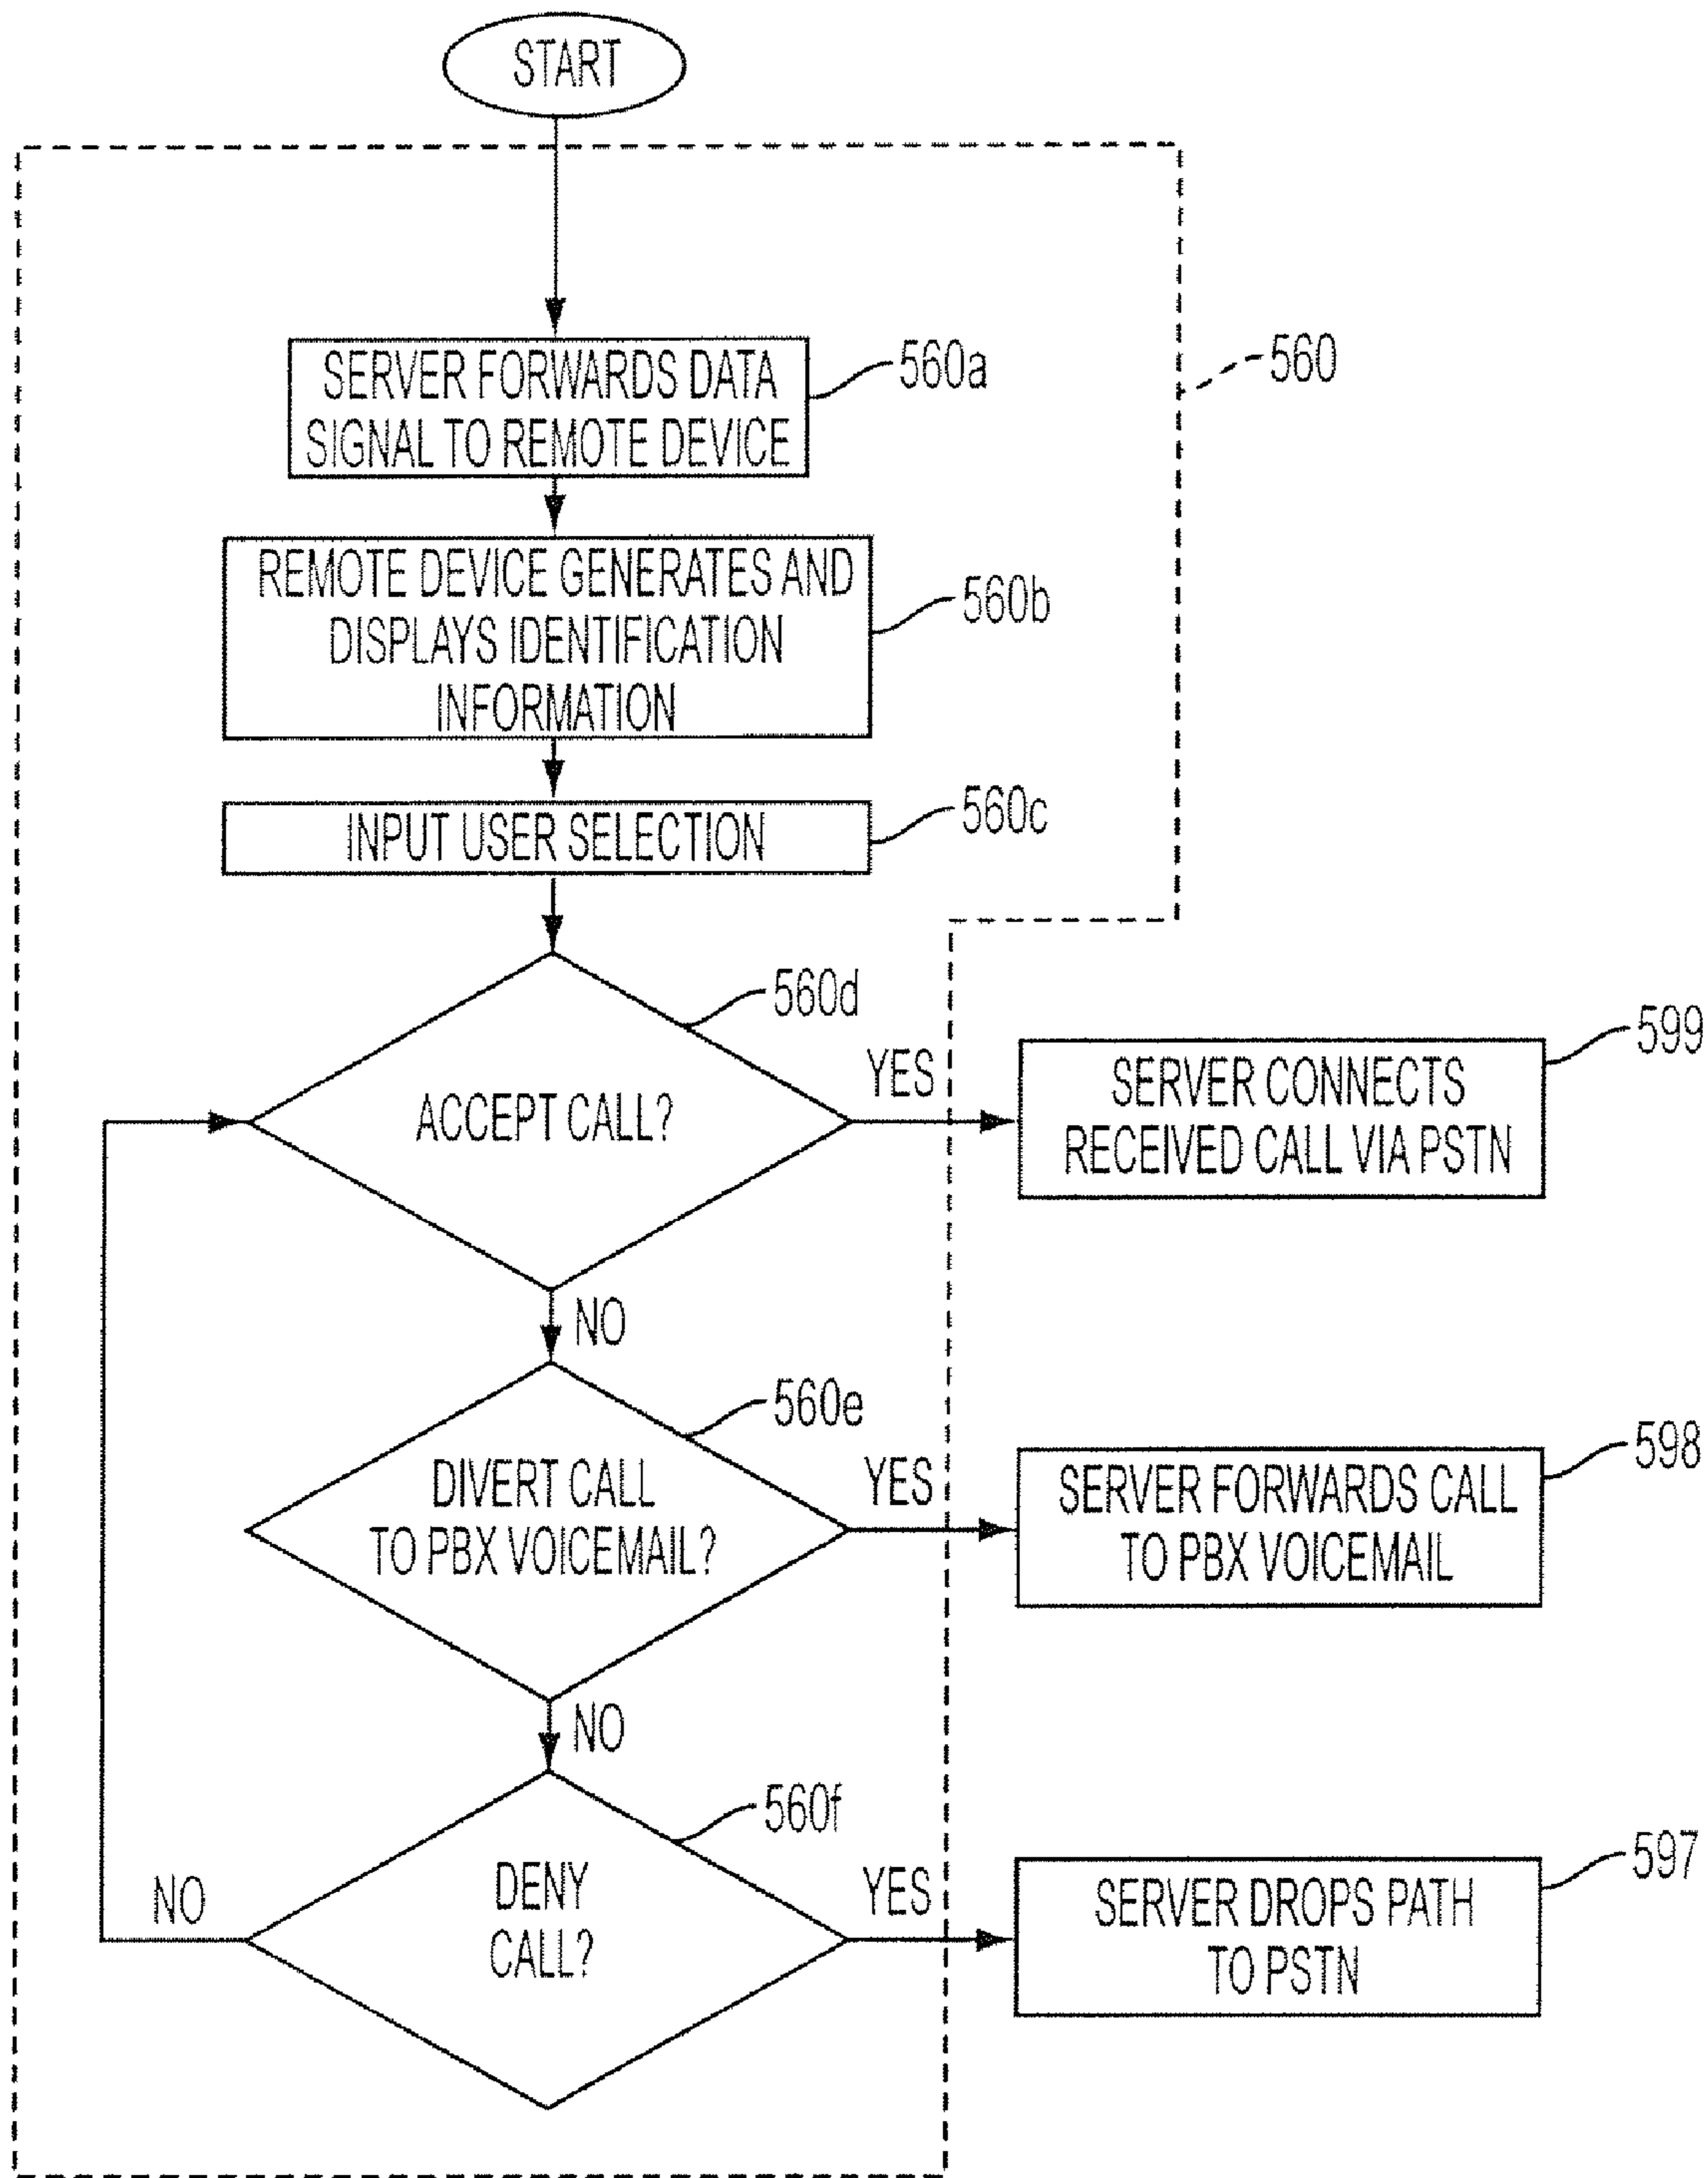 START
SERVER FORWARDS DATA
SIGNAL TO REMOTE DEVICE
560a
560
REMOTE DEVICE GENERATES AND
DISPLAYS IDENTIFICATION
INFORMATION
560b
INPUT USER SELECTION
560c
ACCEPT CALL?
560d
YES
SERVER CONNECTS
RECEIVED CALL VIA PSTN
599
NO
DIVERT CALL
TO PBX VOICEMAIL?
560e
YES
SERVER FORWARDS CALL
TO PBX VOICEMAIL
598
NO
DENY
CALL?
560f
NO
YES
SERVER DROPS PATH
TO PSTN
597